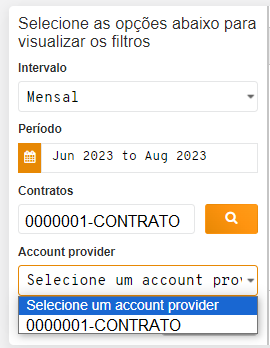 Selecione as opções abaixo para
visualizar os filtros
Intervalo
Mensal
Período
Jun 2023 to Aug 2023
Contratos
0000001-CONTRATO
Account provider
Selecione um account prov
Selecione um account provider
0000001-CONTRATO